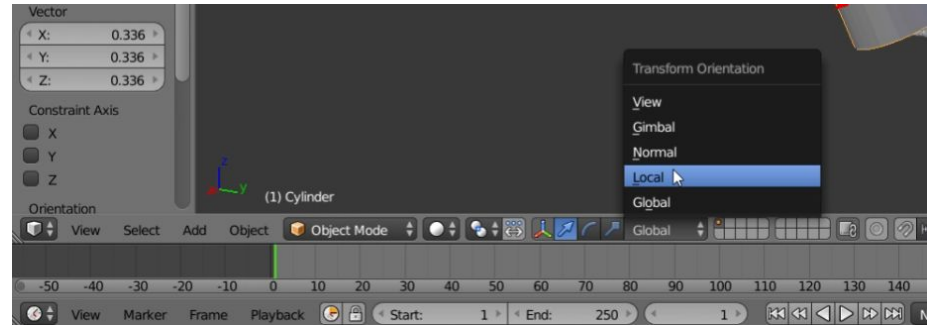 Vector
X: 0.336
Y: 0.336
Z: 0.336
Constraint Axis
X
Y
Z
Orientation
z
y
(1) Cylinder
Transform Orientation
View
Gimbal
Normal
Local
Global
View Select Add Object Object Mode Global
-50 -40 -30 -20 -10 0 10 20 30 40 50 60 70 80 90 100 110 120 130 140
View Marker Frame Playback Start: 1 End: 250 1 N